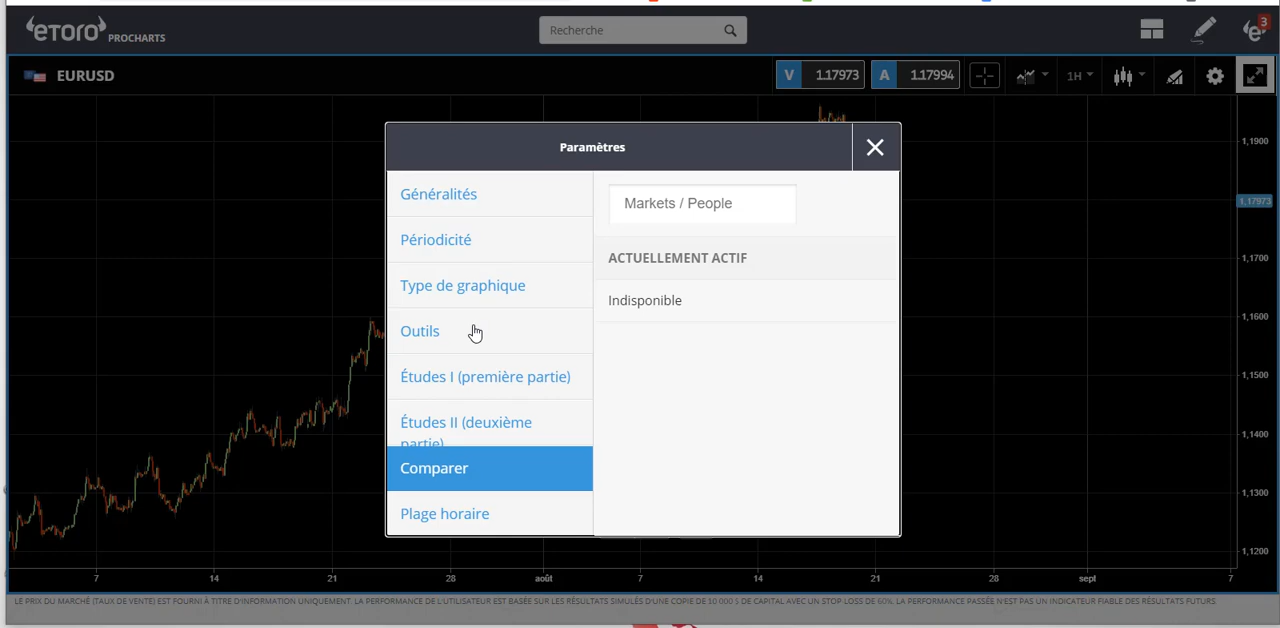 eTORO PROCHARTS
Recherche
3
EURUSD
V 1.17973 A 1.17994
1H
Paramètres
Généralités
Périodicité
Type de graphique
Outils
Études I (première partie)
Études II (deuxième
partie)
Comparer
Plage horaire
Markets / People
ACTUELLEMENT ACTIF
Indisponible
1,1900
1,17973
1,1700
1,1600
1,1500
1,1400
1,1300
1,1200
7 14 21 28 août 7 14 21 28 sept 7
LE PRIX DU MARCHÉ (TAUX DE VENTE) EST FOURNI À TITRE D'INFORMATION UNIQUEMENT. LA PERFORMANCE DE L'UTILISATEUR EST BASÉE SUR LES RÉSULTATS SIMULÉS D'UNE COPIE DE 10 000 $ DE CAPITAL AVEC UN STOP-LOSS DE 60%. LA PERFORMANCE PASSÉE N'EST PAS UN INDICATEUR FIABLE DES RÉSULTATS FUTURS